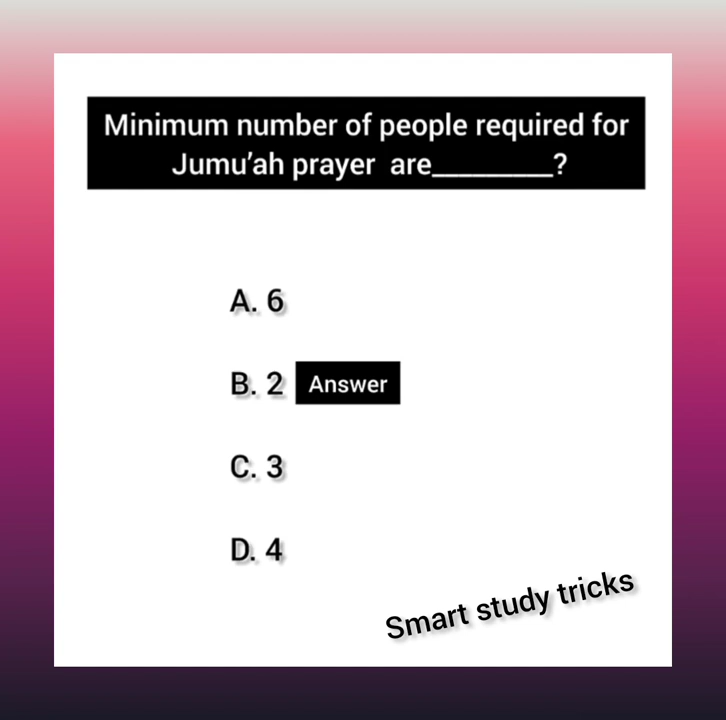 Minimum number of people required for
Jumu'ah prayer are_________?
A. 6
B. 2 Answer
C. 3
D. 4
Smart study tricks